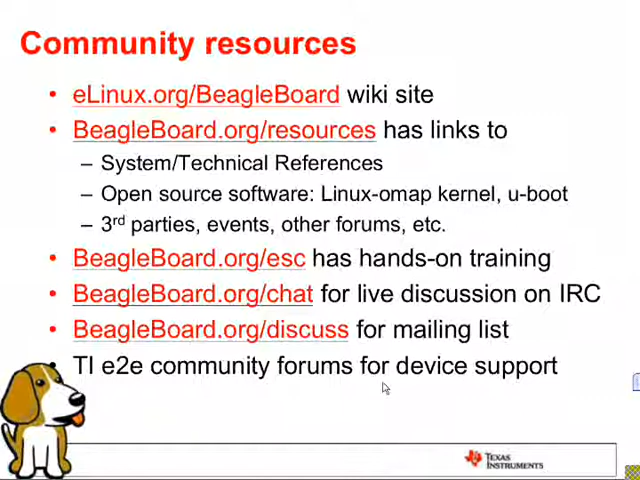 Community resources
• eLinux.org/BeagleBoard wiki site
• BeagleBoard.org/resources has links to
– System/Technical References
– Open source software: Linux-omap kernel, u-boot
– 3rd parties, events, other forums, etc.
• BeagleBoard.org/esc has hands-on training
• BeagleBoard.org/chat for live discussion on IRC
• BeagleBoard.org/discuss for mailing list
TI e2e community forums for device support
TEXAS
INSTRUMENTS